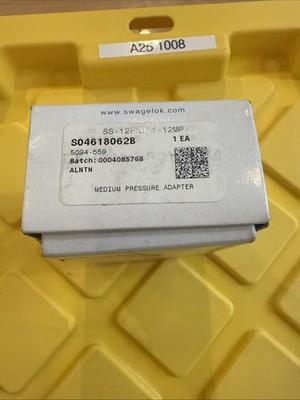 A25 1008
www.swagelok.com
S04618062B 1 EA
5094-559
Batch: 0004085768
ALNTN
MEDIUM PRESSURE ADAPTER